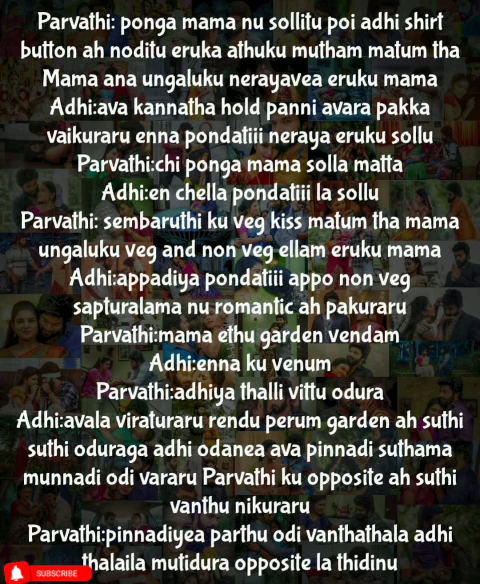 Parvathi: ponga mama nu sollitu poi adhi shirt
button ah noditu eruka athuku mutham matum tha
Mama ana ungaluku nerayavea eruku mama
Adhi:ava kannatha hold panni avara pakka
vaikuraru enna pondatiii neraya eruku sollu
Parvathi:chi ponga mama solla matta
Adhi:en chella pondatiii la sollu
Parvathi: sembaruthi ku veg kiss matum tha mama
ungaluku veg and non veg ellam eruku mama
Adhi:appadiya pondatiii appo non veg
sapturalama nu romantic ah pakuraru
Parvathi:mama ethu garden vendam
Adhi:enna ku venum
Parvathi:adhiya thalli vittu odura
Adhi:avala viraturaru rendu perum garden ah suthi
suthi oduraga adhi odanea ava pinnadi suthama
munnadi odi vararu Parvathi ku opposite ah suthi
vanthu nikuraru
Parvathi:pinnadiyea parthu odi vanthathala adhi
thalaila mutidura opposite la thidinu
SUBSCRIBE